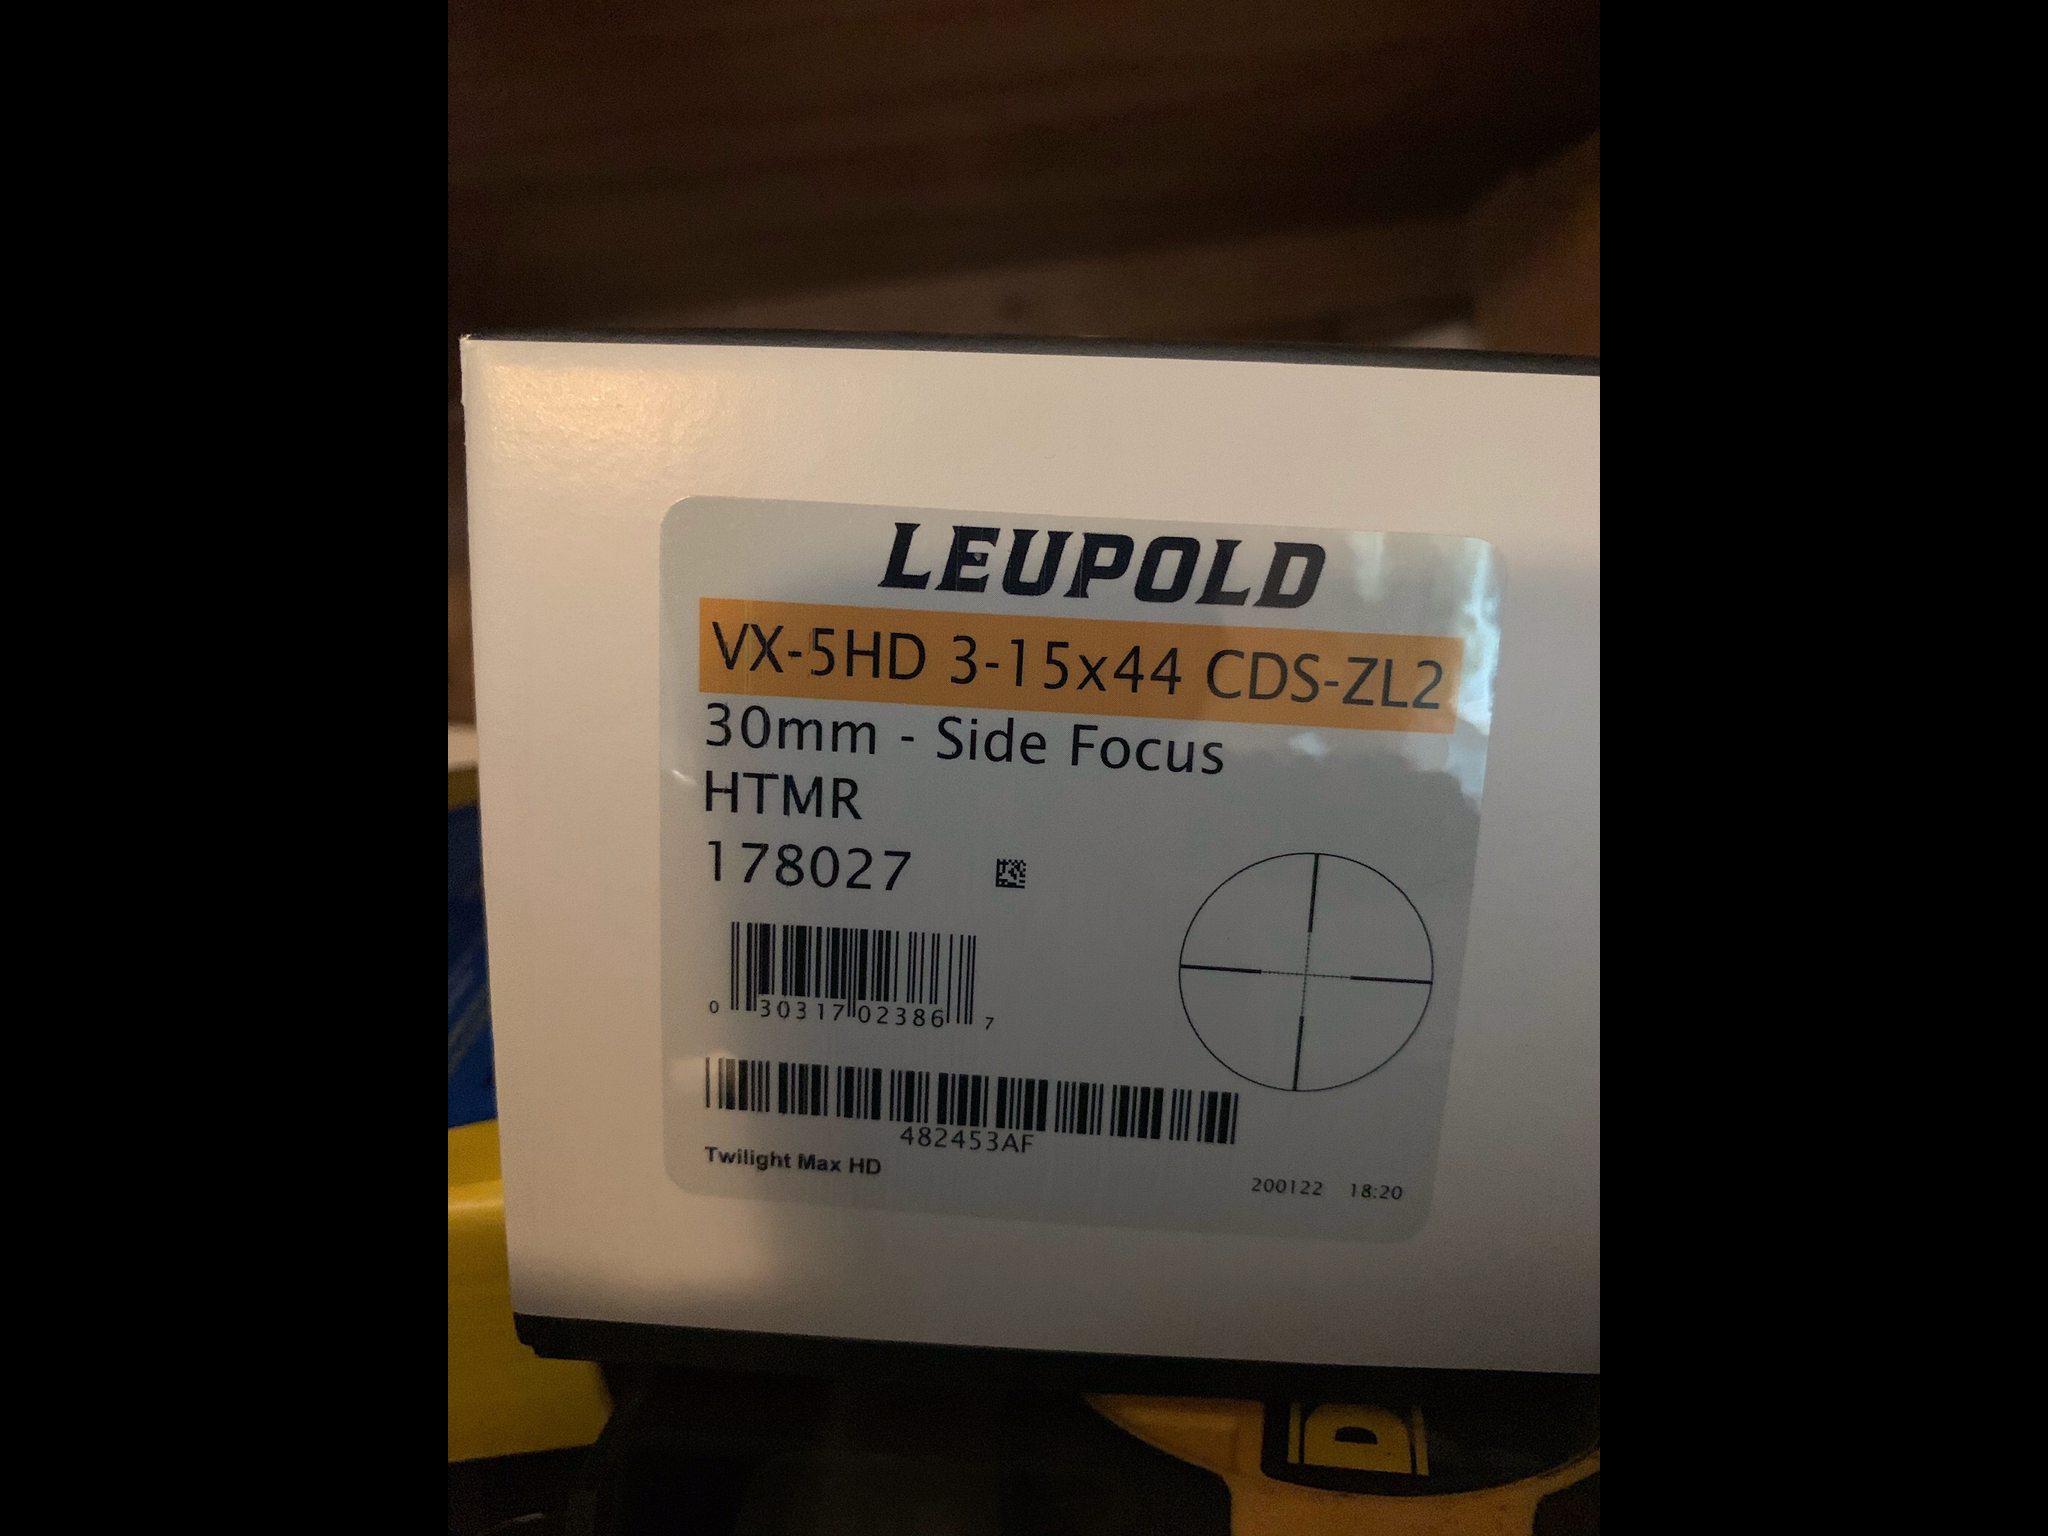 LEUPOLD
VX-5HD 3-15x44 CDS-ZL2
30mm - Side Focus
HTMR
178027
0 30317 02386 7
482453AF
Twilight Max HD
200122 18:20
D